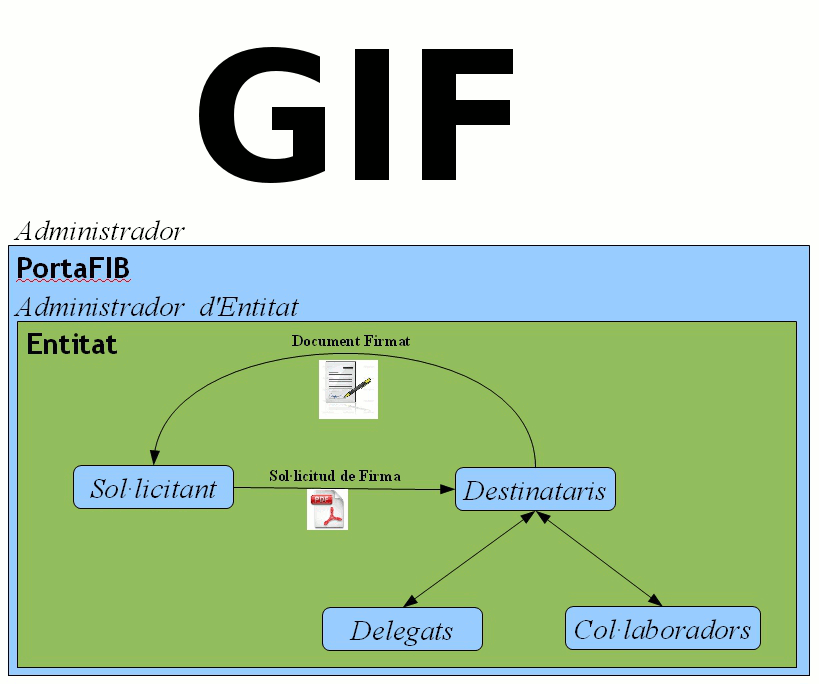 GIF
Administrador
PortaFIB
Administrador d'Entitat
Entitat
Document Firmat
Sol·licitud de Firma
PDF
Sol·licitant
Destinataris
Delegats
Col·laboradors